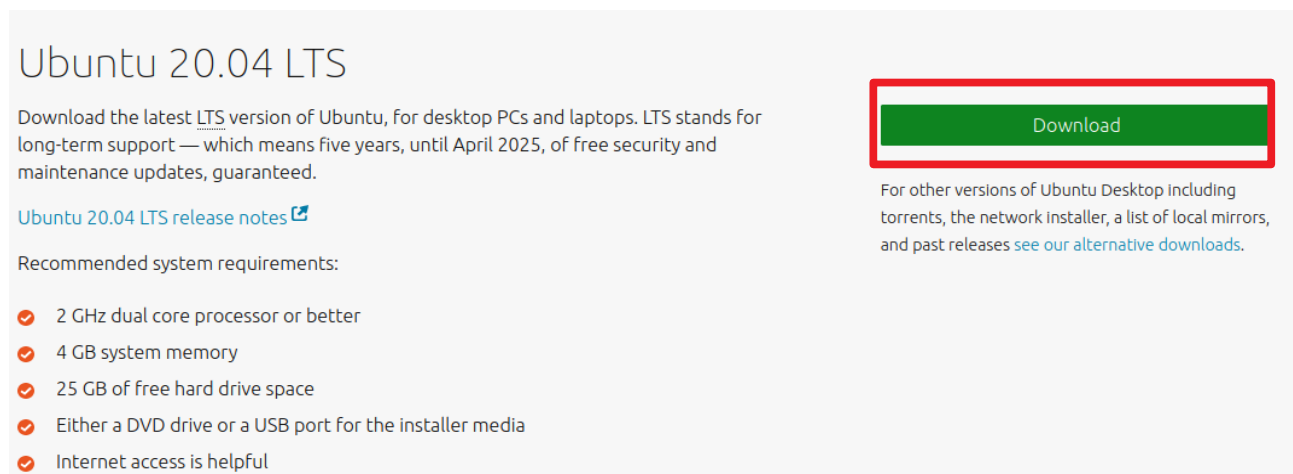 Ubuntu 20.04 LTS
Download the latest LTS version of Ubuntu, for desktop PCs and laptops. LTS stands for
long-term support — which means five years, until April 2025, of free security and
maintenance updates, guaranteed.
Ubuntu 20.04 LTS release notes
Recommended system requirements:
2 GHz dual core processor or better
4 GB system memory
25 GB of free hard drive space
Either a DVD drive or a USB port for the installer media
Internet access is helpful
Download
For other versions of Ubuntu Desktop including
torrents, the network installer, a list of local mirrors,
and past releases see our alternative downloads.